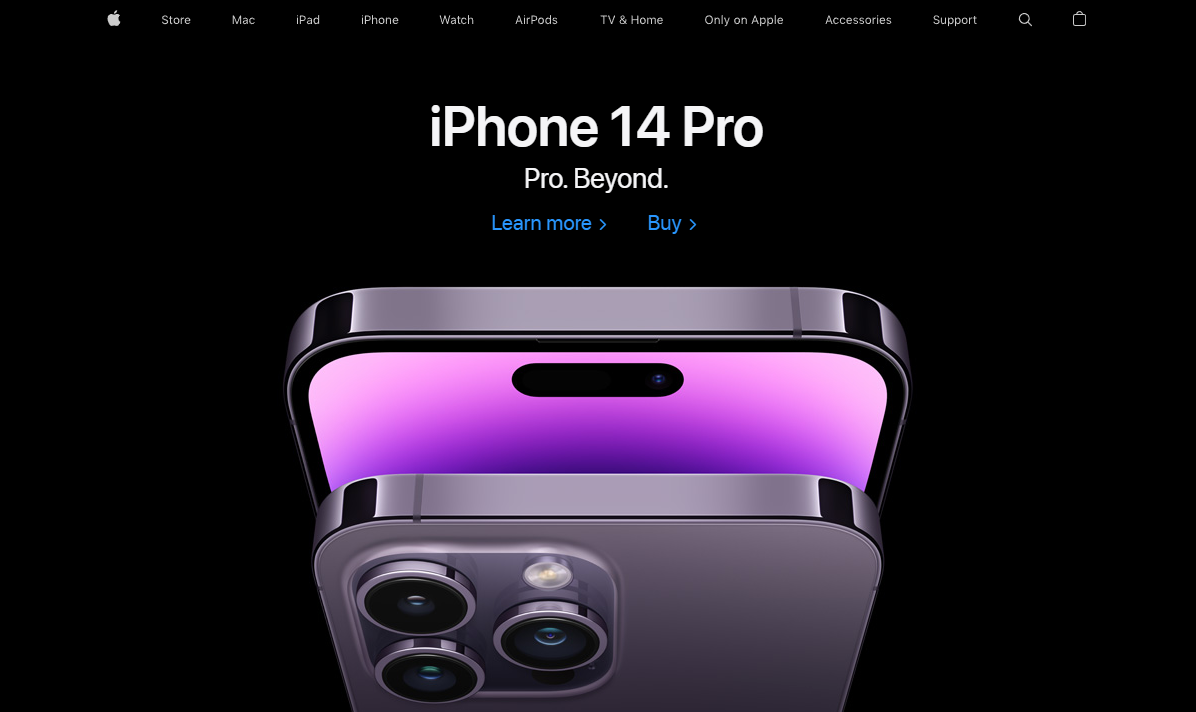 Store Mac iPad iPhone Watch AirPods TV & Home Only on Apple Accessories Support
iPhone 14 Pro
Pro. Beyond.
Learn more > Buy >